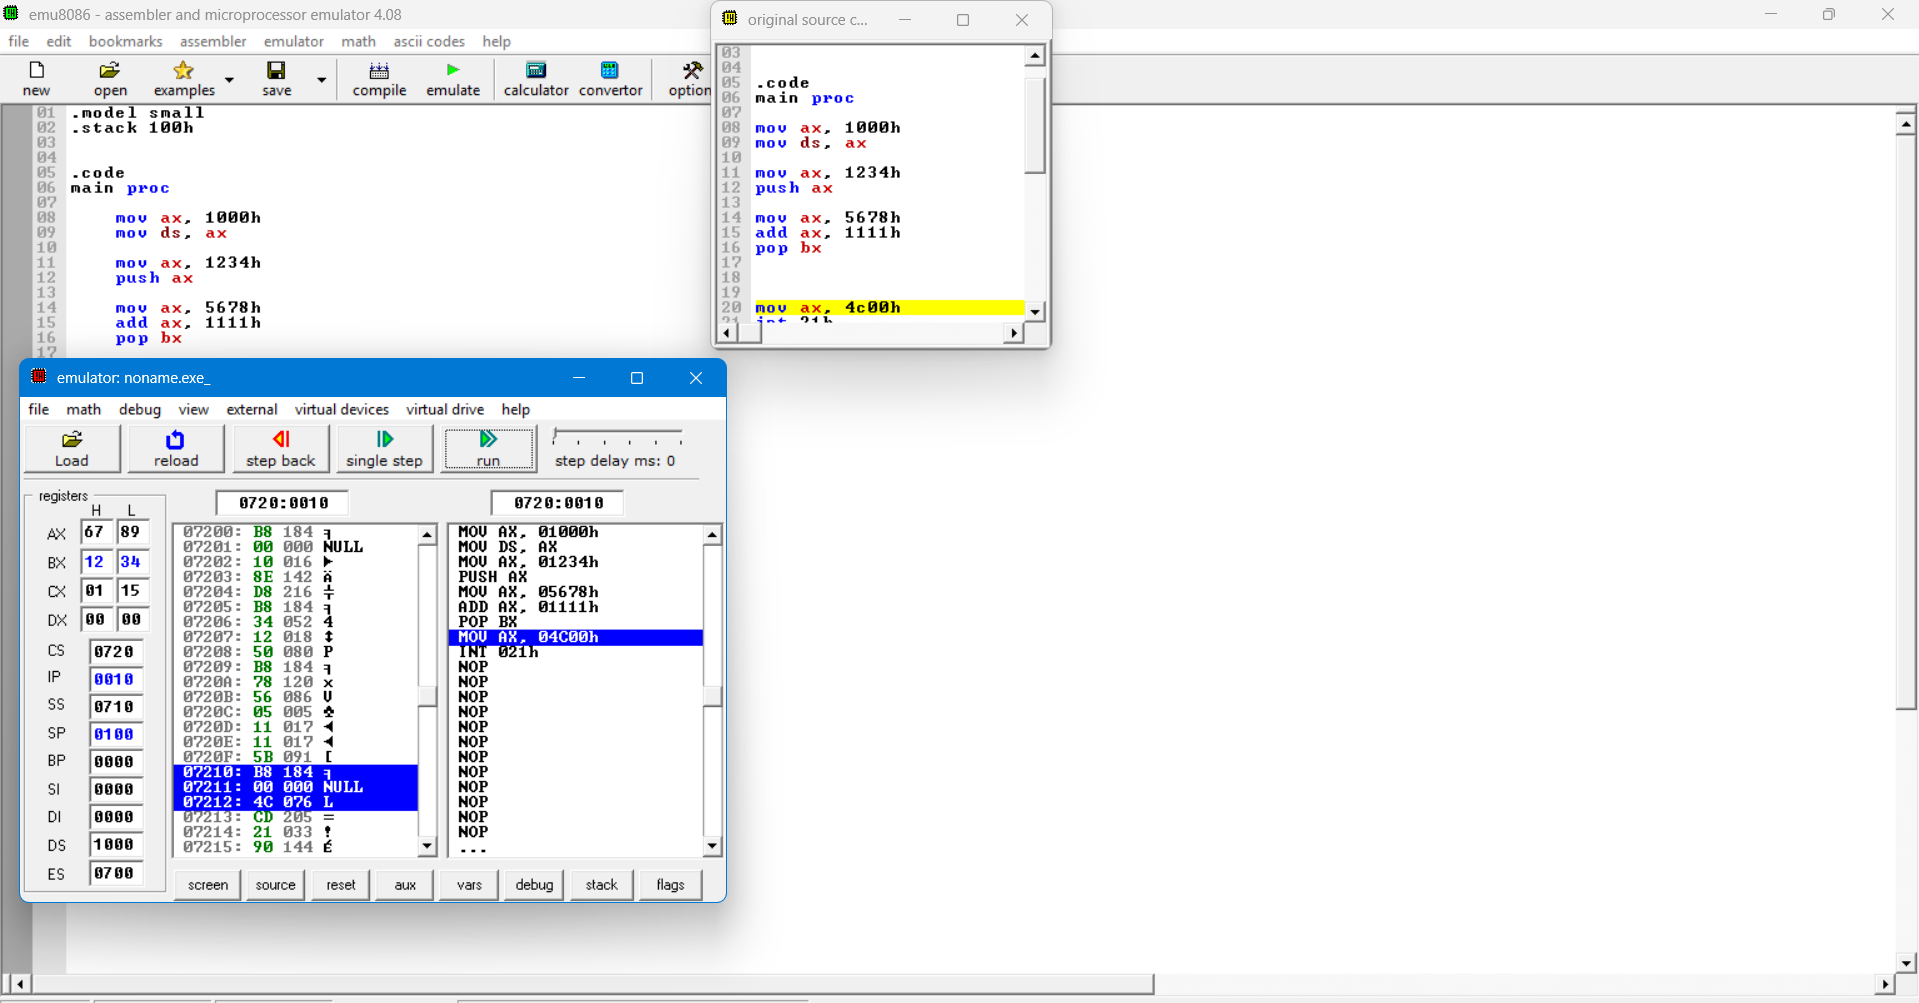 emu8086 - assembler and microprocessor emulator 4.08
file edit bookmarks assembler emulator math ascii codes help
new open examples save compile emulate calculator convertor option
01 .model small
02 .stack 100h
03
04
05 .code
06 main proc
07
08 mov ax, 1000h
09 mov ds, ax
10
11 mov ax, 1234h
12 push ax
13
14 mov ax, 5678h
15 add ax, 1111h
16 pop bx
17
original source c...
03
04
05 .code
06 main proc
07
08 mov ax, 1000h
09 mov ds, ax
10
11 mov ax, 1234h
12 push ax
13
14 mov ax, 5678h
15 add ax, 1111h
16 pop bx
17
18
19
20 mov ax, 4c00h
21 int 21h
emulator: noname.exe_
file math debug view external virtual devices virtual drive help
Load reload step back single step run step delay ms: 0
registers
H L
AX 67 89
BX 12 34
CX 01 15
DX 00 00
CS 0720
IP 0010
SS 0710
SP 0100
BP 0000
SI 0000
DI 0000
DS 1000
ES 0700
0720:0010
07200: B8 184 ╕
07201: 00 000 NULL
07202: 10 016 ►
07203: 8E 142 Ä
07204: D8 216 ╪
07205: B8 184 ╕
07206: 34 052 4
07207: 12 018 ↕
07208: 50 080 P
07209: B8 184 ╕
0720A: 78 120 x
0720B: 56 086 V
0720C: 05 005 ♣
0720D: 11 017 ◄
0720E: 11 017 ◄
0720F: 5B 091 [
07210: B8 184 ╕
07211: 00 000 NULL
07212: 4C 076 L
07213: CD 205 ═
07214: 21 033 !
07215: 90 144 É
0720:0010
MOV AX, 01000h
MOV DS, AX
MOV AX, 01234h
PUSH AX
MOV AX, 05678h
ADD AX, 01111h
POP BX
MOV AX, 04C00h
INT 021h
NOP
NOP
NOP
NOP
NOP
NOP
NOP
NOP
NOP
NOP
NOP
NOP
...
screen source reset aux vars debug stack flags